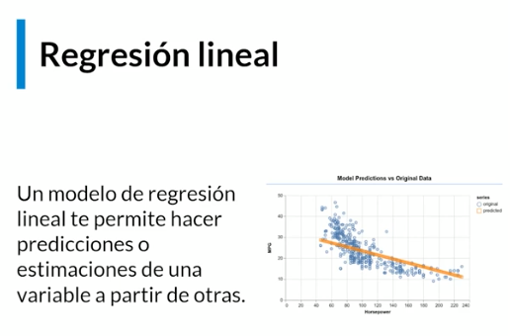 Regresión lineal
Un modelo de regresión
lineal te permite hacer
predicciones o
estimaciones de una
variable a partir de otras.
Model Predictions vs Original Data
series
original
predicted
MPG
50
40
30
20
10
0
0 20 40 60 80 100 120 140 160 180 200 220 240
Horsepower